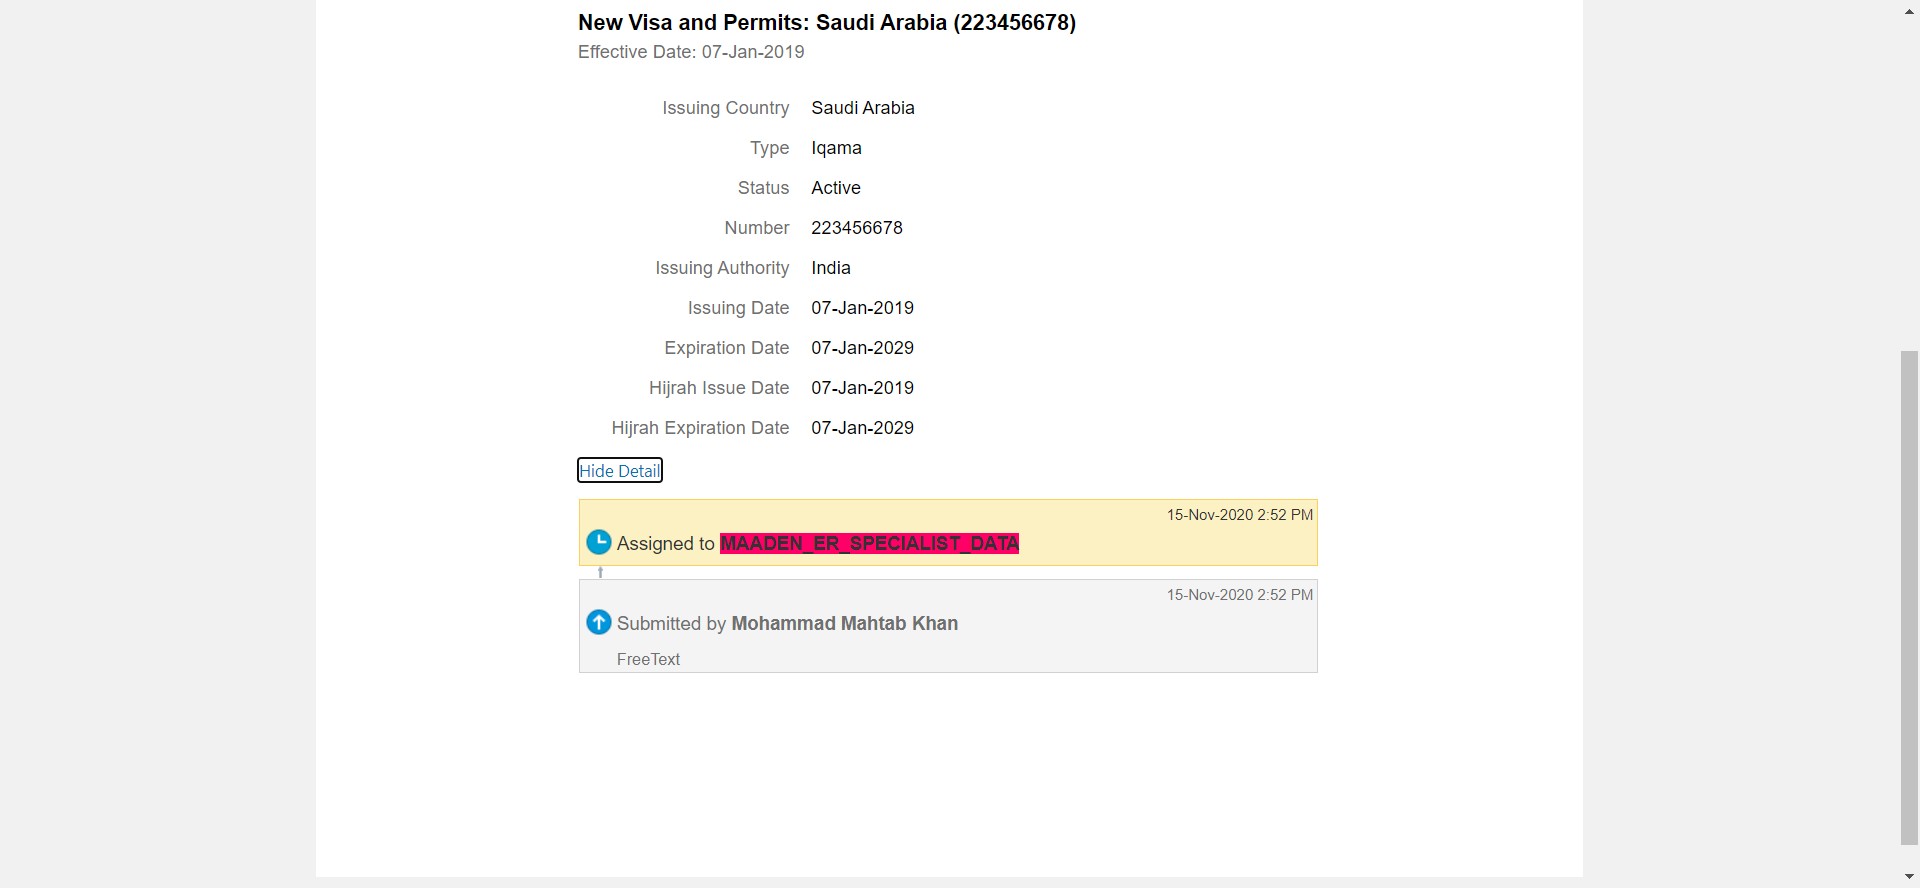 New Visa and Permits: Saudi Arabia (223456678)
Effective Date: 07-Jan-2019
Issuing Country Saudi Arabia
Type Iqama
Status Active
Number 223456678
Issuing Authority India
Issuing Date 07-Jan-2019
Expiration Date 07-Jan-2029
Hijrah Issue Date 07-Jan-2019
Hijrah Expiration Date 07-Jan-2029
Hide Detail
15-Nov-2020 2:52 PM
Assigned to MAADEN_ER_SPECIALIST_DATA
15-Nov-2020 2:52 PM
Submitted by Mohammad Mahtab Khan
FreeText